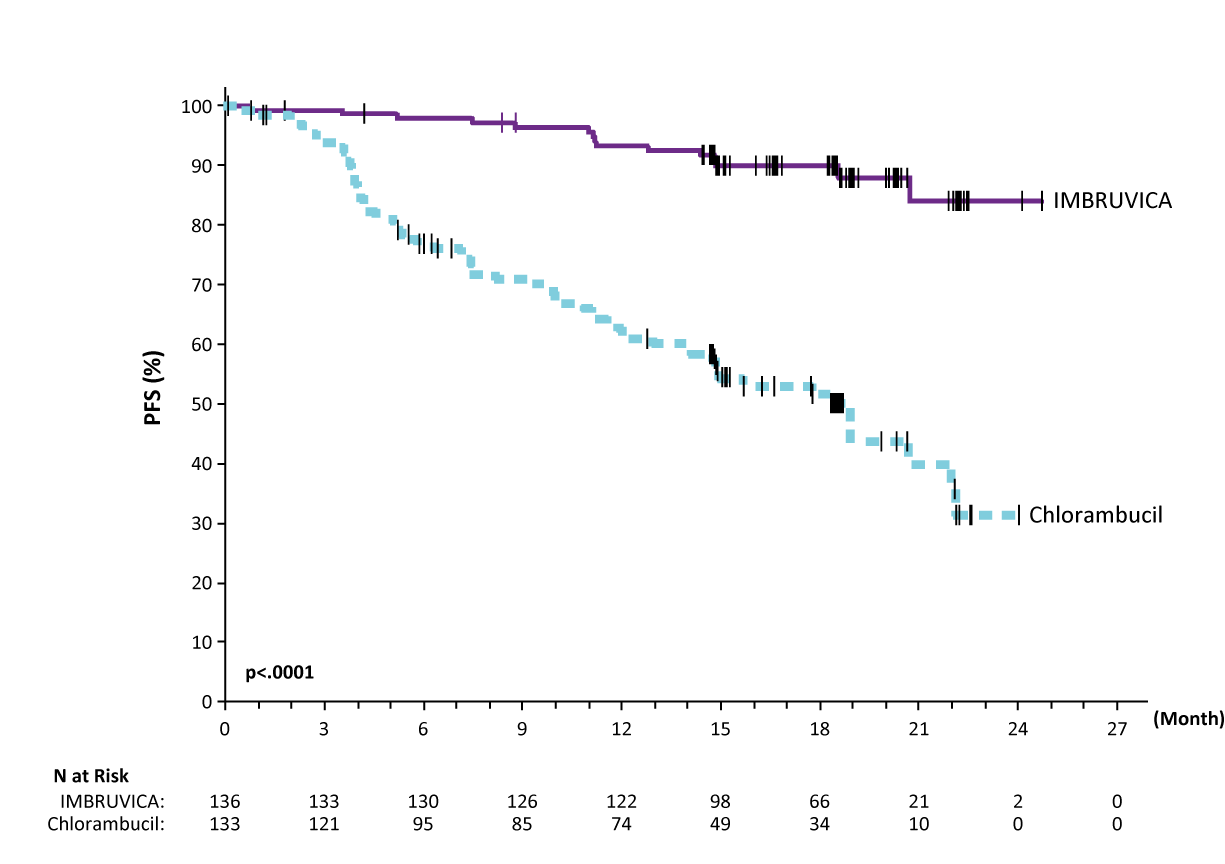 100
90
IMBRUVICA
80
70
60
PFS (%)
50
40
Chlorambucil
30
20
10
p<.0001
0
0 3 6 9 12 15 18 21 24 27 (Month)
N at Risk
IMBRUVICA: 136 133 130 126 122 98 66 21 2 0
Chlorambucil: 133 121 95 85 74 49 34 10 0 0